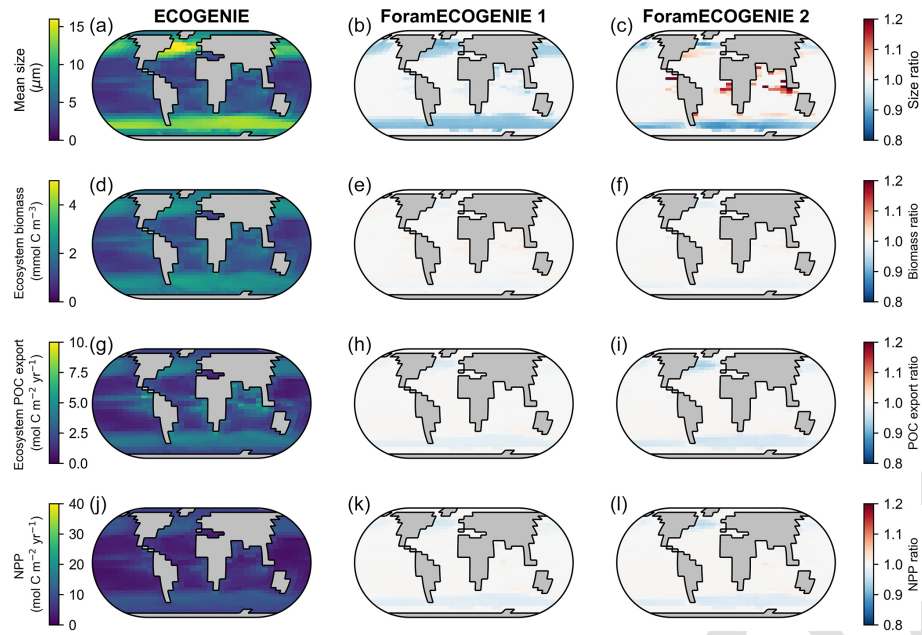 ECOGENIE ForamECOGENIE 1 ForamECOGENIE 2
(a) (b) (c)
Mean size
(μm)
15
10
5
0
1.2
1.1
1.0
0.9
0.8
Size ratio
(d) (e) (f)
Ecosystem biomass
(mmol C m−3)
4
2
0
1.2
1.1
1.0
0.9
0.8
Biomass ratio
(g) (h) (i)
Ecosystem POC export
(mol C m−2 yr−1)
10.
7.5
5.0
2.5
0.0
1.2
1.1
1.0
0.9
0.8
POC export ratio
(j) (k) (l)
NPP
(mol C m−2 yr−1)
40
30
20
10
0
1.2
1.1
1.0
0.9
0.8
NPP ratio